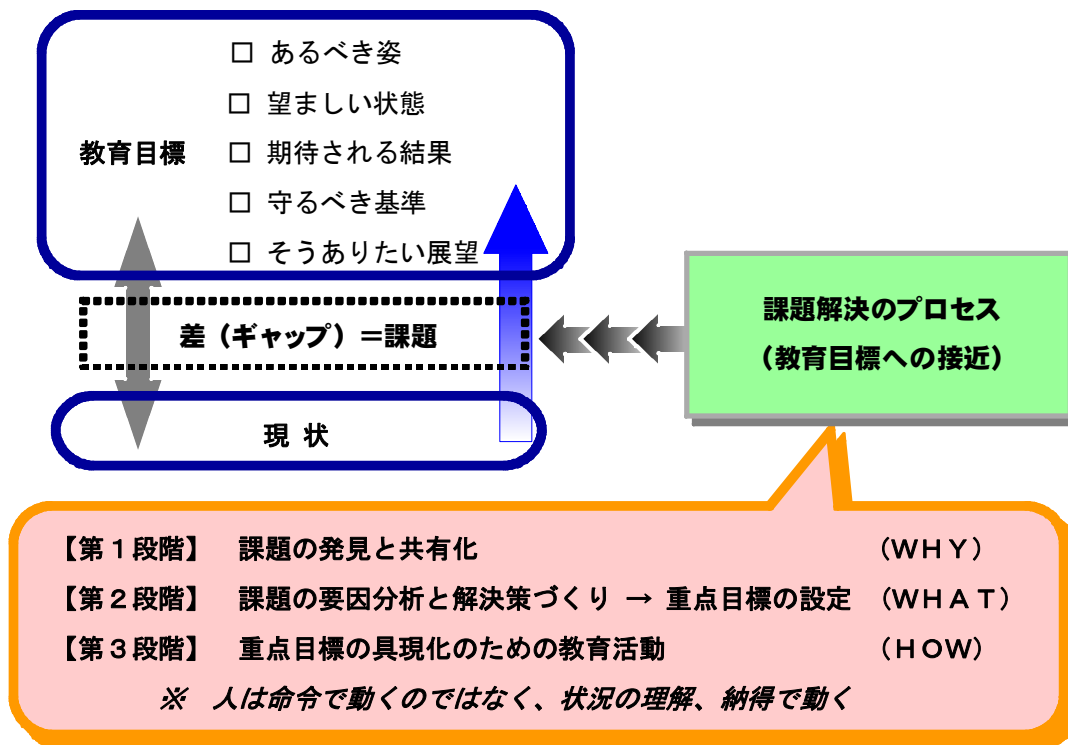 □ あるべき姿
□ 望ましい状態
教育目標 □ 期待される結果
□ 守るべき基準
□ そうありたい展望
差（ギャップ）＝課題
現 状
課題解決のプロセス
（教育目標への接近）
【第１段階】 課題の発見と共有化 （ＷＨＹ）
【第２段階】 課題の要因分析と解決策づくり → 重点目標の設定 （ＷＨＡＴ）
【第３段階】 重点目標の具現化のための教育活動 （ＨＯＷ）
※ 人は命令で動くのではなく、状況の理解、納得で動く